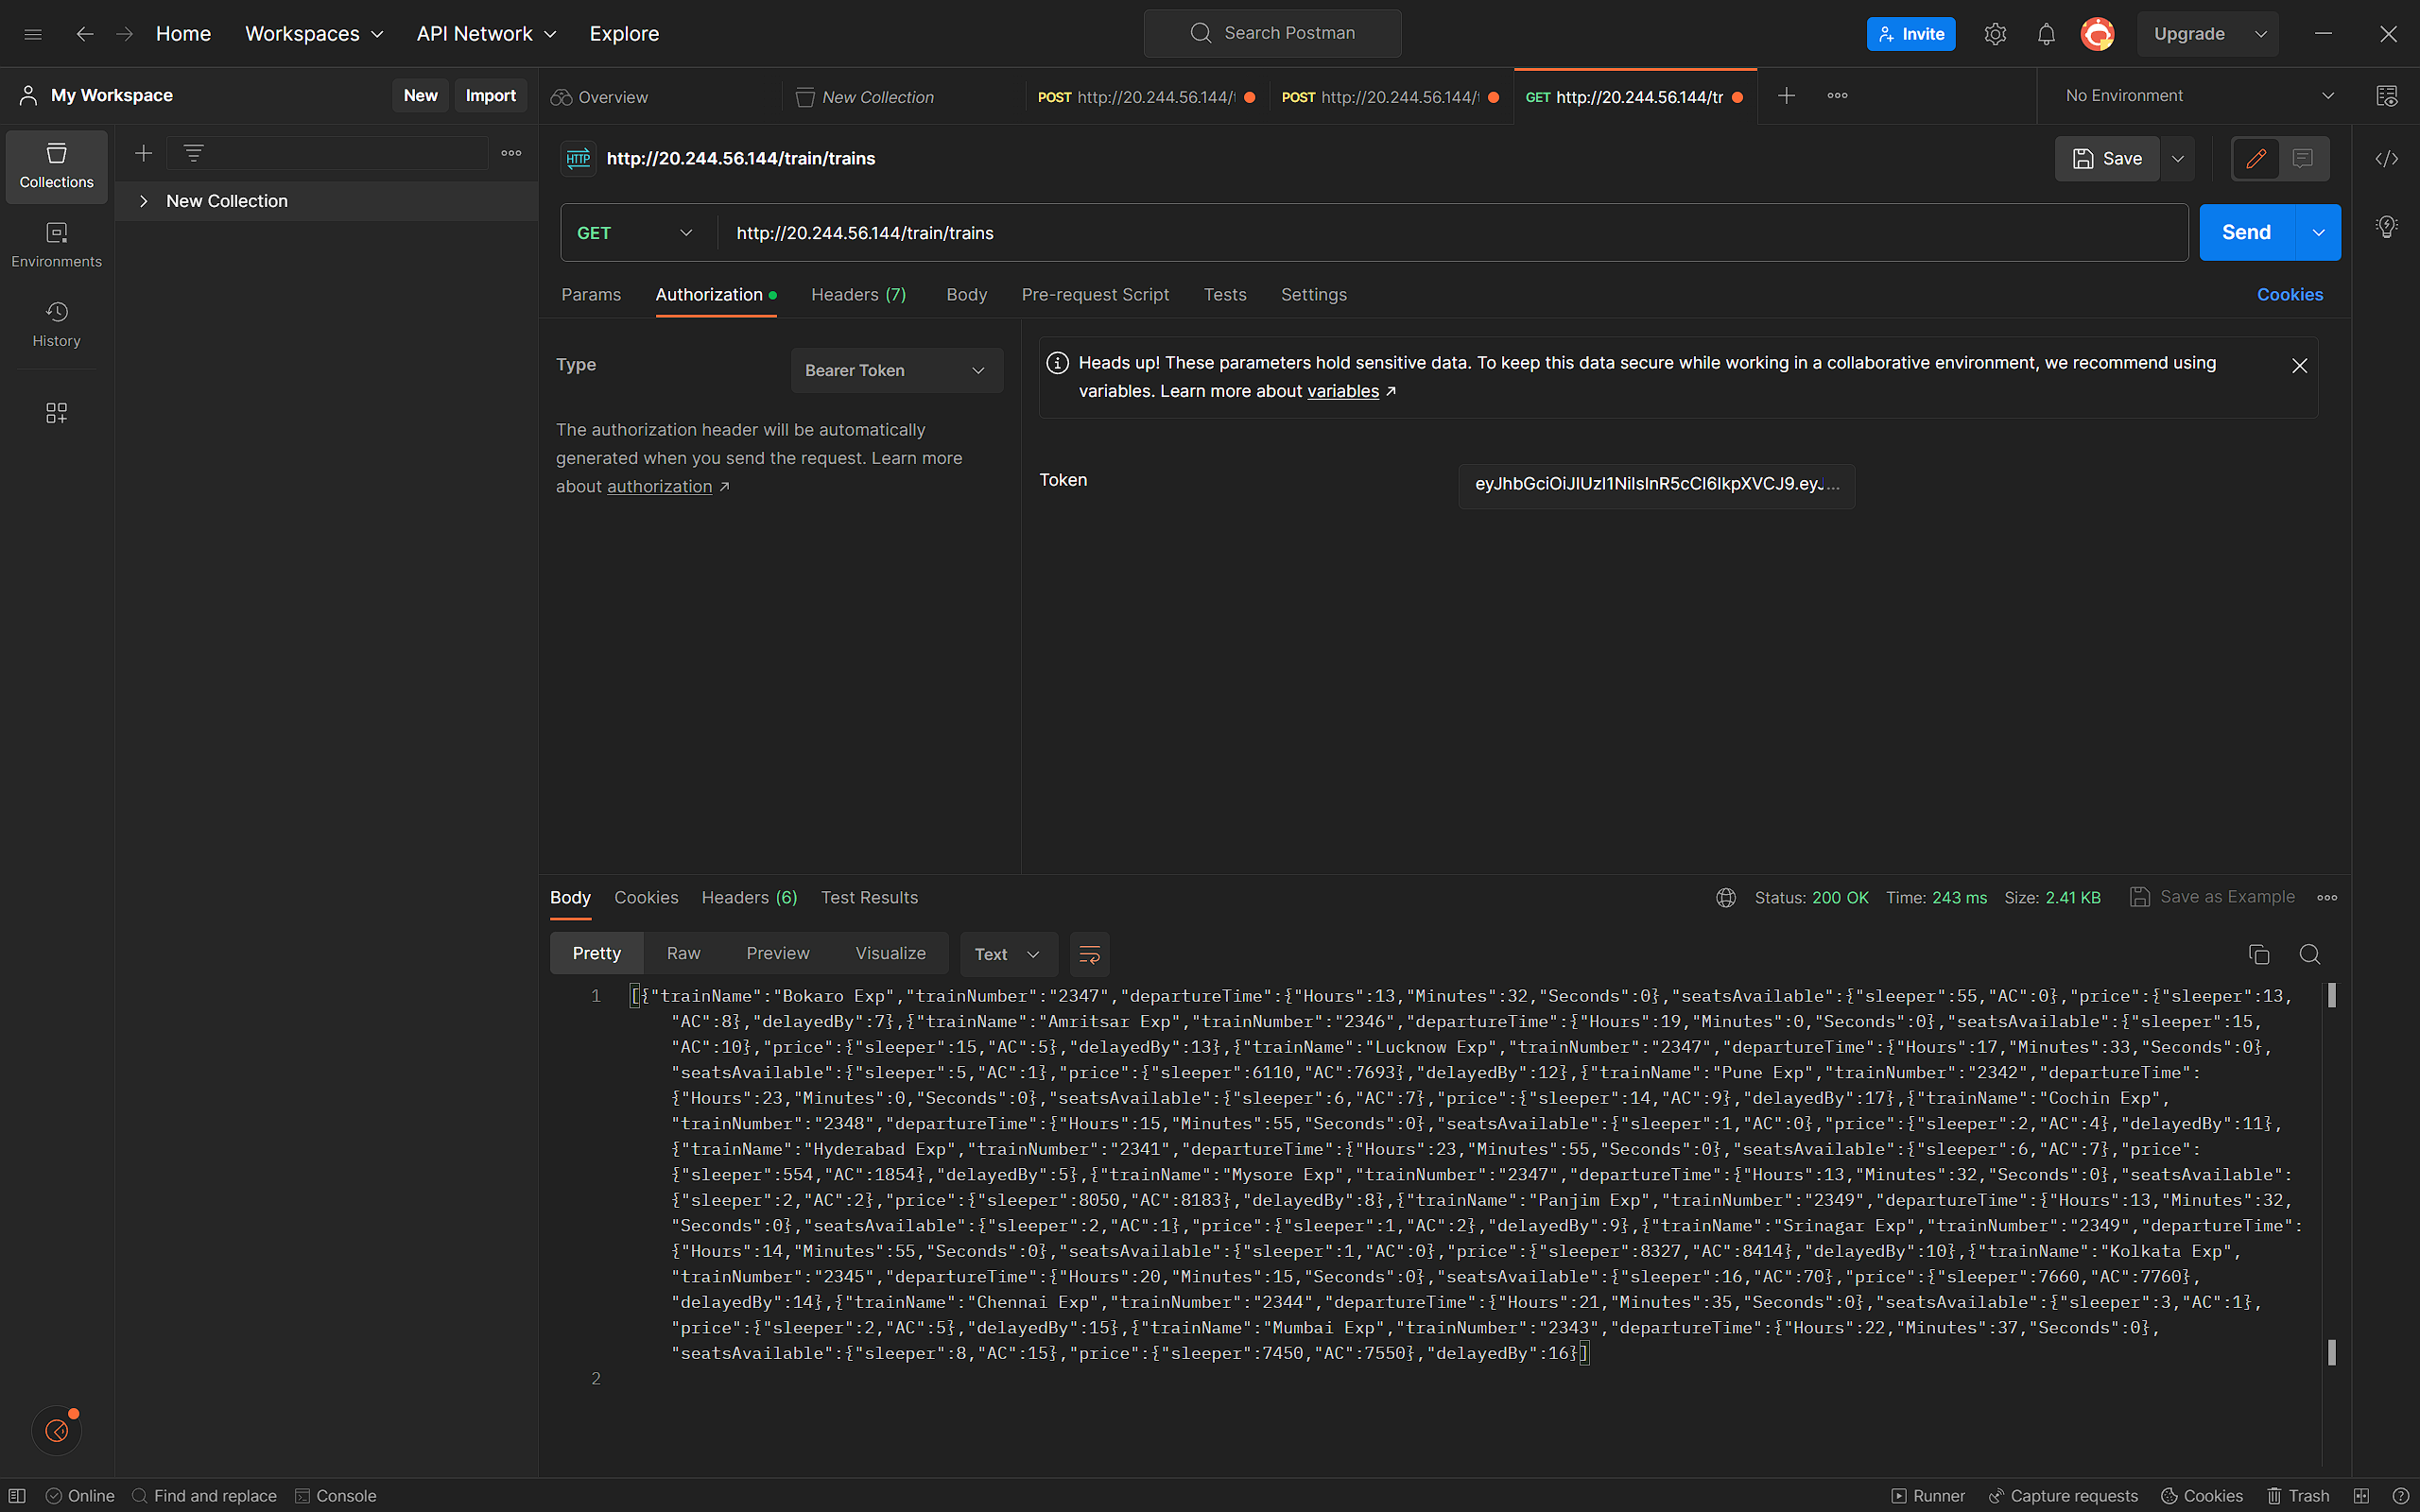 Home
Workspaces
API Network
Explore
Search Postman
Invite
Upgrade
My Workspace
New
Import
Overview
New Collection
POST http://20.244.56.144/
POST http://20.244.56.144/
GET http://20.244.56.144/tr
No Environment
Collections
New Collection
Environments
History
HTTP
http://20.244.56.144/train/trains
Save
GET
http://20.244.56.144/train/trains
Send
Params
Authorization
Headers (7)
Body
Pre-request Script
Tests
Settings
Cookies
Type
Bearer Token
The authorization header will be automatically
generated when you send the request. Learn more
about authorization ↗
Heads up! These parameters hold sensitive data. To keep this data secure while working in a collaborative environment, we recommend using
variables. Learn more about variables ↗
Token
Body
Cookies
Headers (6)
Test Results
Status: 200 OK
Time: 243 ms
Size: 2.41 KB
Save as Example
Pretty
Raw
Preview
Visualize
Text
1
[{"trainName":"Bokaro Exp","trainNumber":"2347","departureTime":{"Hours":13,"Minutes":32,"Seconds":0},"seatsAvailable":{"sleeper":55,"AC":0},"price":{"sleeper":13,
"AC":8},"delayedBy":7},{"trainName":"Amritsar Exp","trainNumber":"2346","departureTime":{"Hours":19,"Minutes":0,"Seconds":0},"seatsAvailable":{"sleeper":15,
"AC":10},"price":{"sleeper":15,"AC":5},"delayedBy":13},{"trainName":"Lucknow Exp","trainNumber":"2347","departureTime":{"Hours":17,"Minutes":33,"Seconds":0},
"seatsAvailable":{"sleeper":5,"AC":1},"price":{"sleeper":6110,"AC":7693},"delayedBy":12},{"trainName":"Pune Exp","trainNumber":"2342","departureTime":
{"Hours":23,"Minutes":0,"Seconds":0},"seatsAvailable":{"sleeper":6,"AC":7},"price":{"sleeper":14,"AC":9},"delayedBy":17},{"trainName":"Cochin Exp",
"trainNumber":"2348","departureTime":{"Hours":15,"Minutes":55,"Seconds":0},"seatsAvailable":{"sleeper":1,"AC":0},"price":{"sleeper":2,"AC":4},"delayedBy":11},
{"trainName":"Hyderabad Exp","trainNumber":"2341","departureTime":{"Hours":23,"Minutes":55,"Seconds":0},"seatsAvailable":{"sleeper":6,"AC":7},"price":
{"sleeper":554,"AC":1854},"delayedBy":5},{"trainName":"Mysore Exp","trainNumber":"2347","departureTime":{"Hours":13,"Minutes":32,"Seconds":0},"seatsAvailable":
{"sleeper":2,"AC":2},"price":{"sleeper":8050,"AC":8183},"delayedBy":8},{"trainName":"Panjim Exp","trainNumber":"2349","departureTime":{"Hours":13,"Minutes":32,
"Seconds":0},"seatsAvailable":{"sleeper":2,"AC":1},"price":{"sleeper":1,"AC":2},"delayedBy":9},{"trainName":"Srinagar Exp","trainNumber":"2349","departureTime":
{"Hours":14,"Minutes":55,"Seconds":0},"seatsAvailable":{"sleeper":1,"AC":0},"price":{"sleeper":8327,"AC":8414},"delayedBy":10},{"trainName":"Kolkata Exp",
"trainNumber":"2345","departureTime":{"Hours":20,"Minutes":15,"Seconds":0},"seatsAvailable":{"sleeper":16,"AC":70},"price":{"sleeper":7660,"AC":7760},
"delayedBy":14},{"trainName":"Chennai Exp","trainNumber":"2344","departureTime":{"Hours":21,"Minutes":35,"Seconds":0},"seatsAvailable":{"sleeper":3,"AC":1},
"price":{"sleeper":2,"AC":5},"delayedBy":15},{"trainName":"Mumbai Exp","trainNumber":"2343","departureTime":{"Hours":22,"Minutes":37,"Seconds":0},
"seatsAvailable":{"sleeper":8,"AC":15},"price":{"sleeper":7450,"AC":7550},"delayedBy":16}]
2
Online
Find and replace
Console
Runner
Capture requests
Cookies
Trash